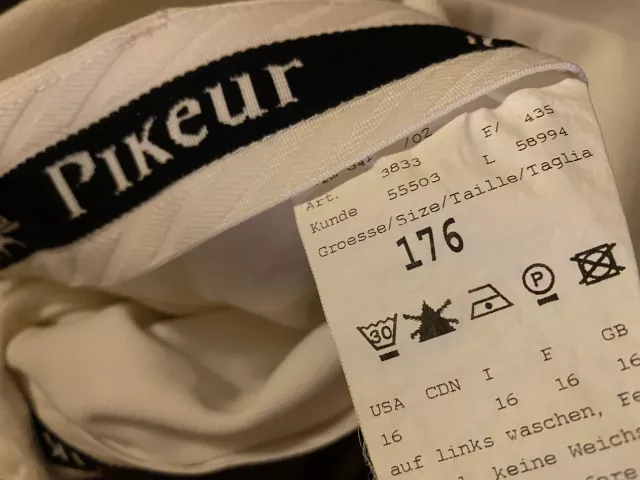 PIKeur
/02 F/ 435
Art. 3833 L 58994
Kunde 55503
Groesse/Size/Taille/Taglia
176
30 P
USA CDN I F GB
16 16 16 16
auf links waschen,
keine